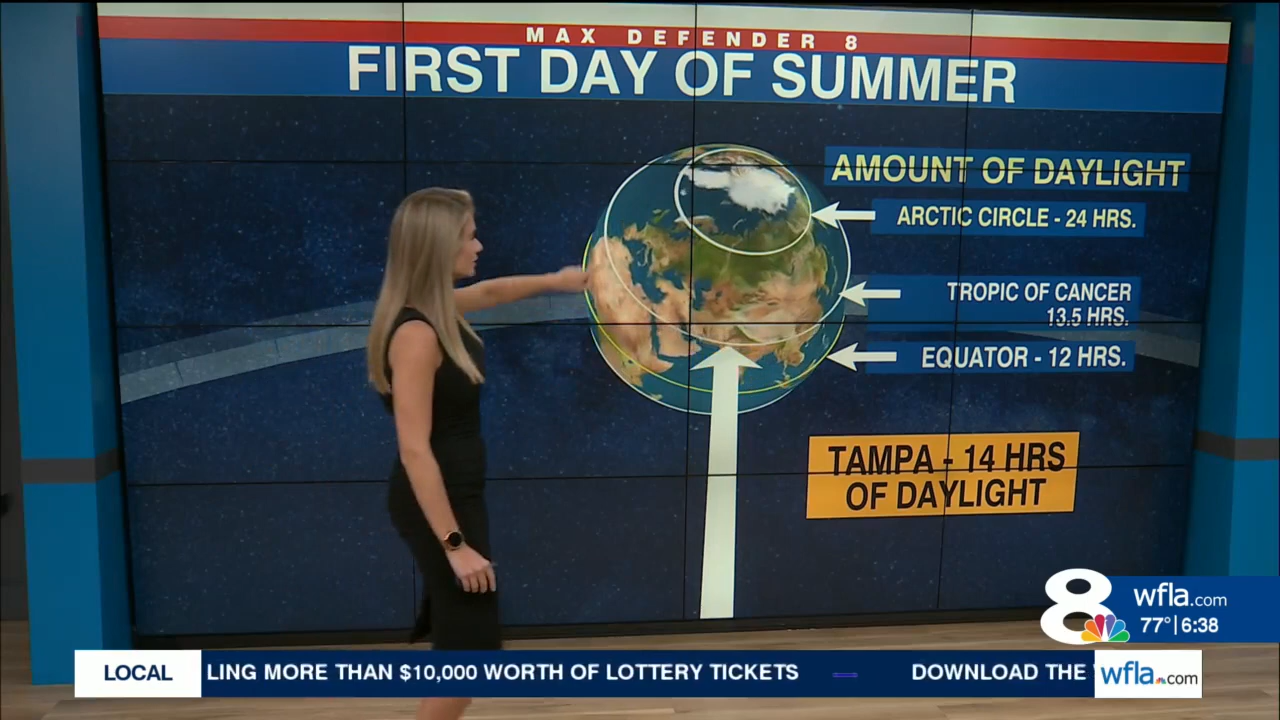 MAX DEFENDER 8
FIRST DAY OF SUMMER
AMOUNT OF DAYLIGHT
ARCTIC CIRCLE - 24 HRS.
TROPIC OF CANCER
13.5 HRS.
EQUATOR - 12 HRS.
TAMPA - 14 HRS
OF DAYLIGHT
8
wfla.com
77° | 6:38
LOCAL
LING MORE THAN $10,000 WORTH OF LOTTERY TICKETS
DOWNLOAD THE
wfla.com